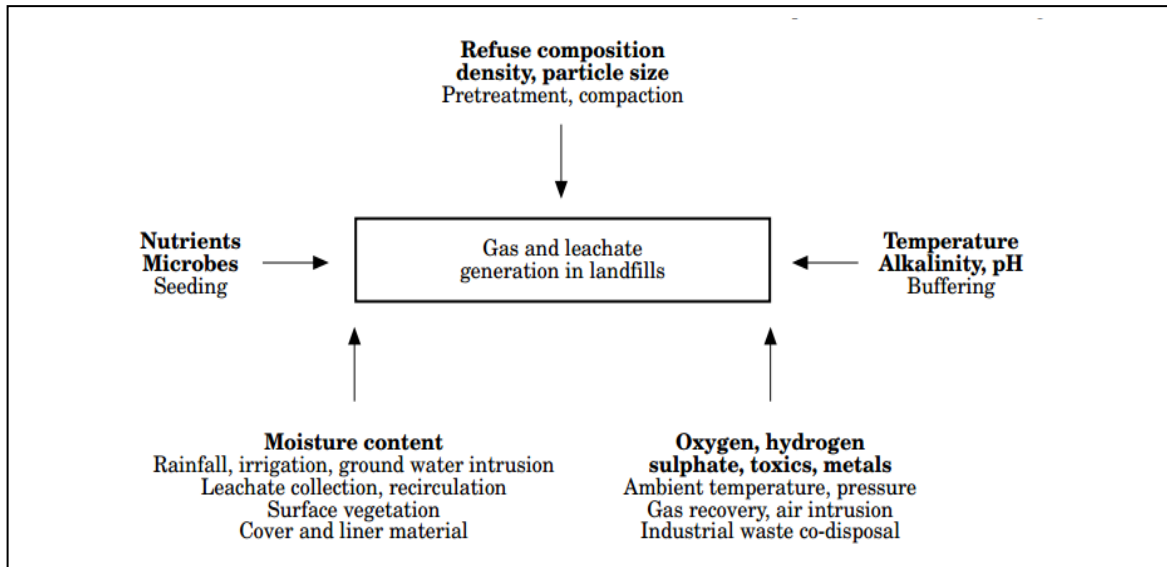 Refuse composition
density, particle size
Pretreatment, compaction
Nutrients
Microbes
Seeding
Gas and leachate
generation in landfills
Temperature
Alkalinity, pH
Buffering
Moisture content
Rainfall, irrigation, ground water intrusion
Leachate collection, recirculation
Surface vegetation
Cover and liner material
Oxygen, hydrogen
sulphate, toxics, metals
Ambient temperature, pressure
Gas recovery, air intrusion
Industrial waste co-disposal